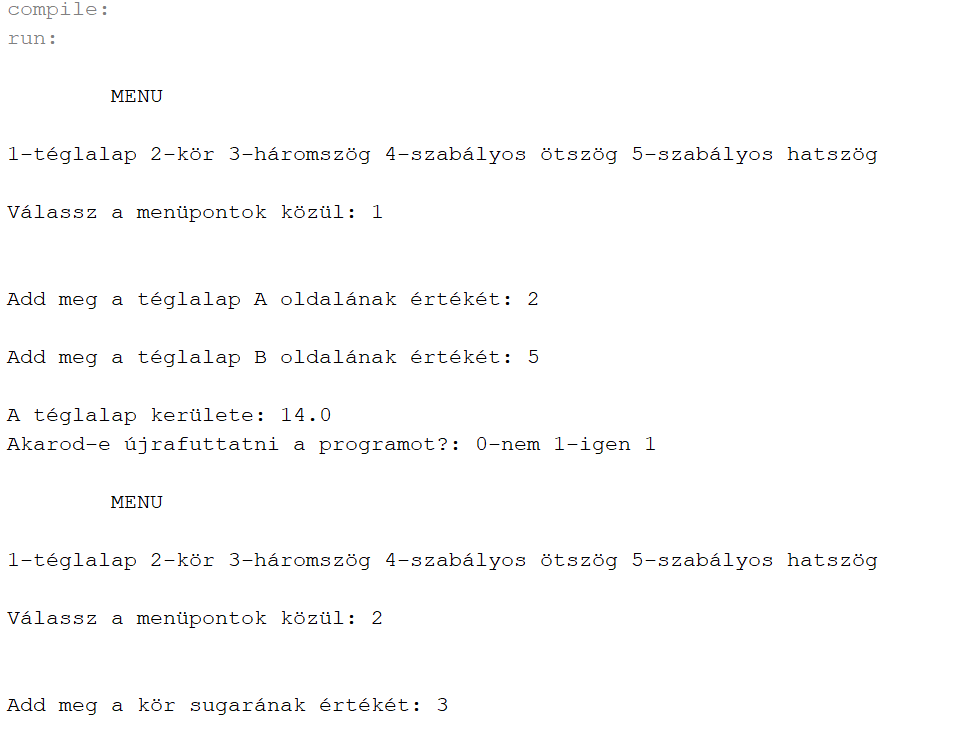 compile:
run:
MENU
1-téglalap 2-kör 3-háromszög 4-szabályos ötszög 5-szabályos hatszög
Válassz a menüpontok közül: 1
Add meg a téglalap A oldalának értékét: 2
Add meg a téglalap B oldalának értékét: 5
A téglalap kerülete: 14.0
Akarod-e újrafuttatni a programot?: 0-nem 1-igen 1
MENU
1-téglalap 2-kör 3-háromszög 4-szabályos ötszög 5-szabályos hatszög
Válassz a menüpontok közül: 2
Add meg a kör sugarának értékét: 3